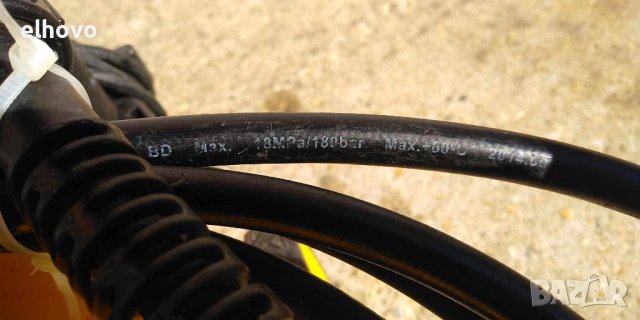 elhovo
BD Max. 18MPa/180bar Max.+60°C
BAZAR